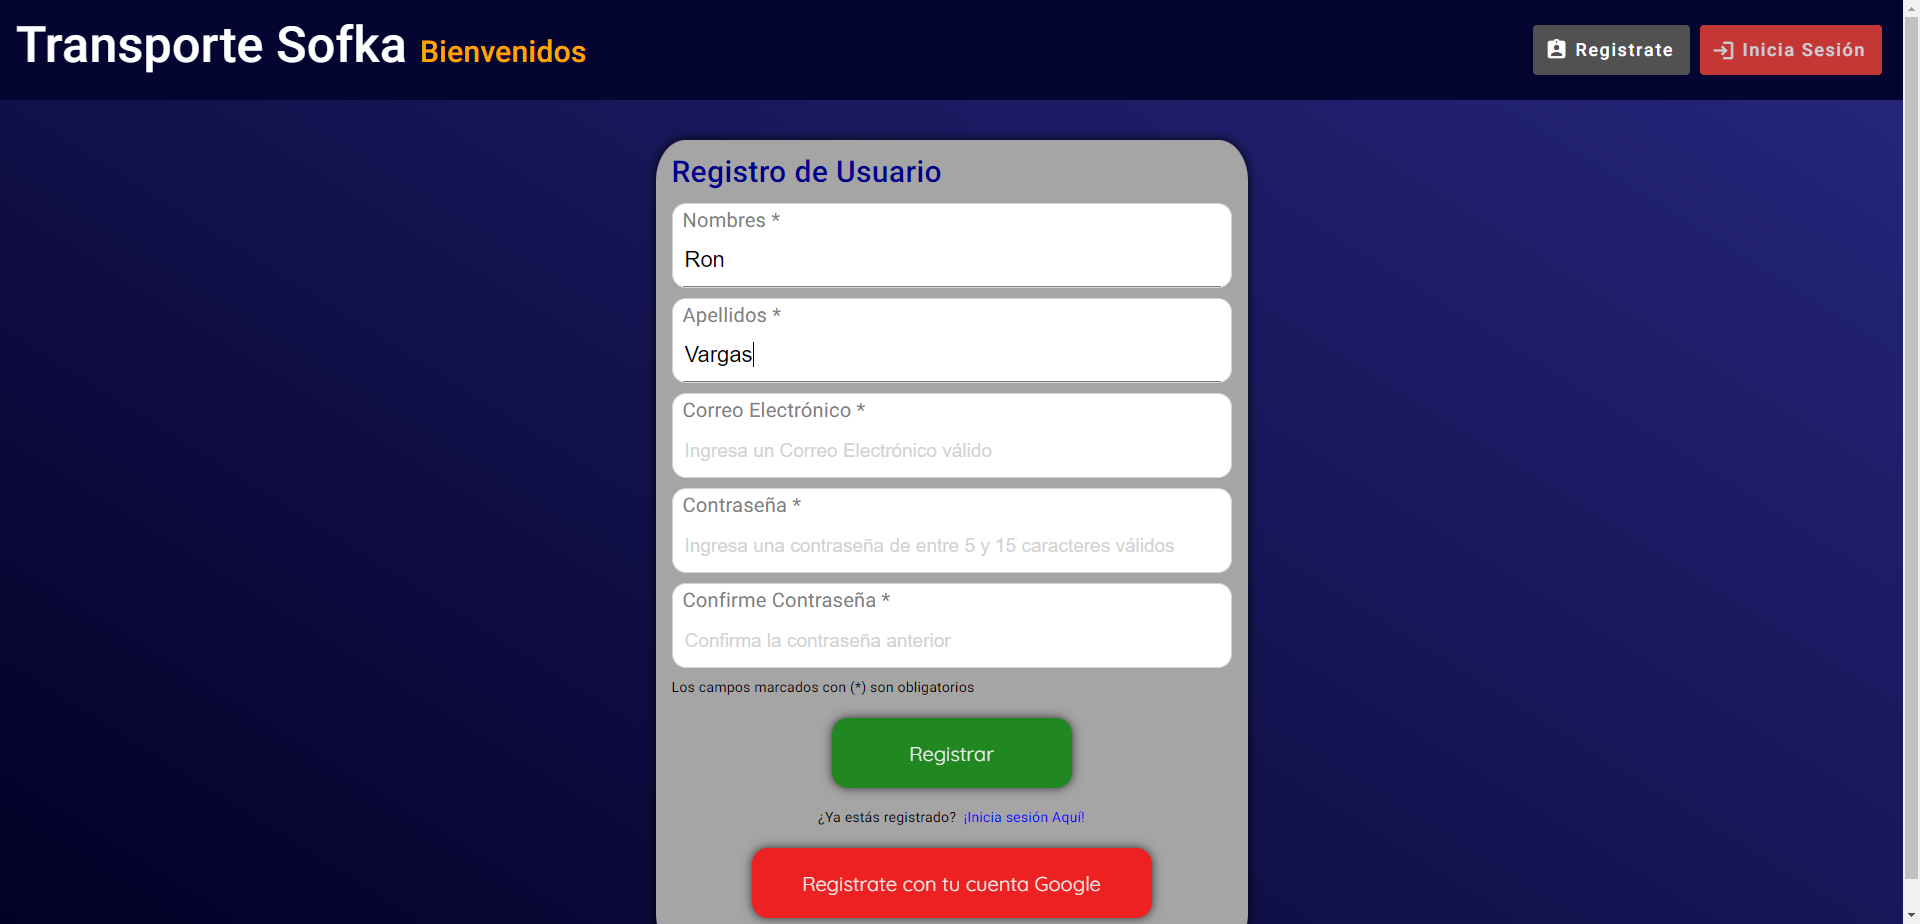 Transporte Sofka Bienvenidos
Registrate
Inicia Sesión
Registro de Usuario
Nombres *
Ron
Apellidos *
Vargas
Correo Electrónico *
Ingresa un Correo Electrónico válido
Contraseña *
Ingresa una contraseña de entre 5 y 15 caracteres válidos
Confirme Contraseña *
Confirma la contraseña anterior
Los campos marcados con (*) son obligatorios
Registrar
¿Ya estás registrado? ¡Inicia sesión Aquí!
Registrate con tu cuenta Google